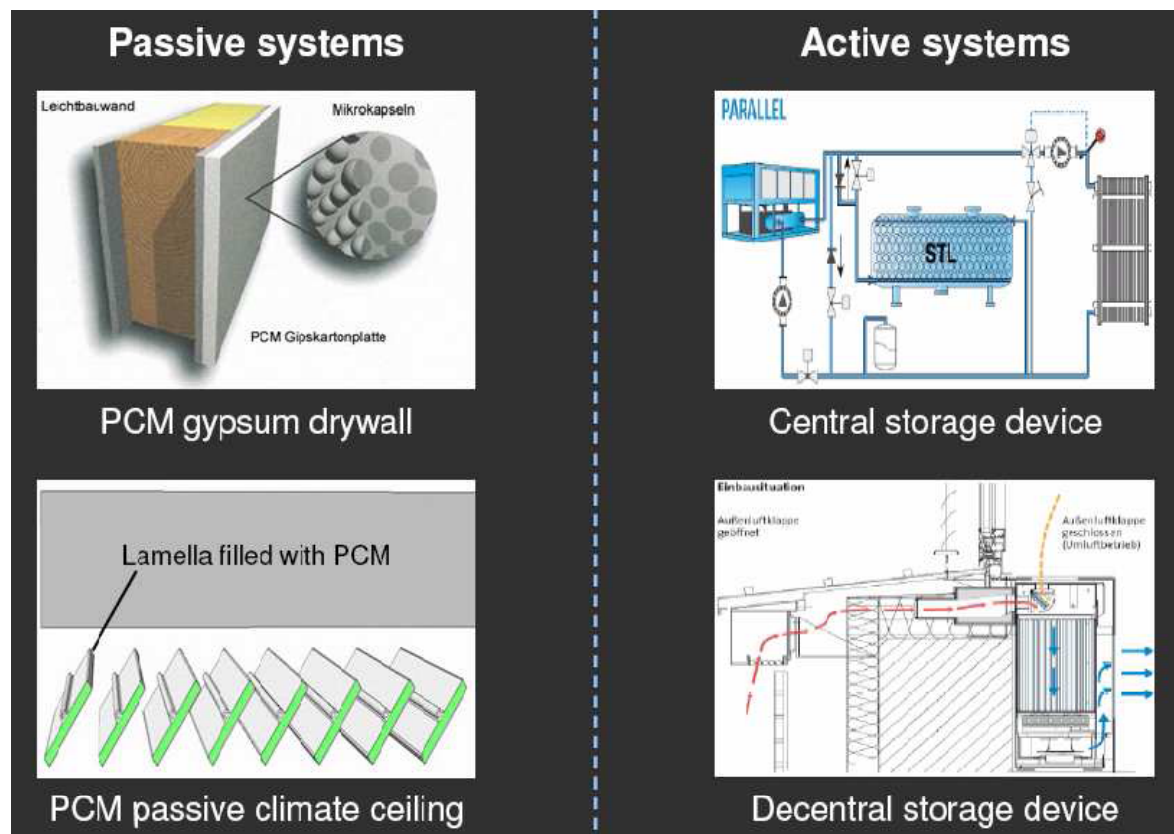 Passive systems
Leichtbauwand
Mikrokapseln
PCM Gipskartonplatte
PCM gypsum drywall
Lamella filled with PCM
PCM passive climate ceiling
Active systems
PARALLEL
STL
Central storage device
Einbausituation
Außenluftklappe
geöffnet
Außenluftklappe
geschlossen
(Umluftbetrieb)
Decentral storage device